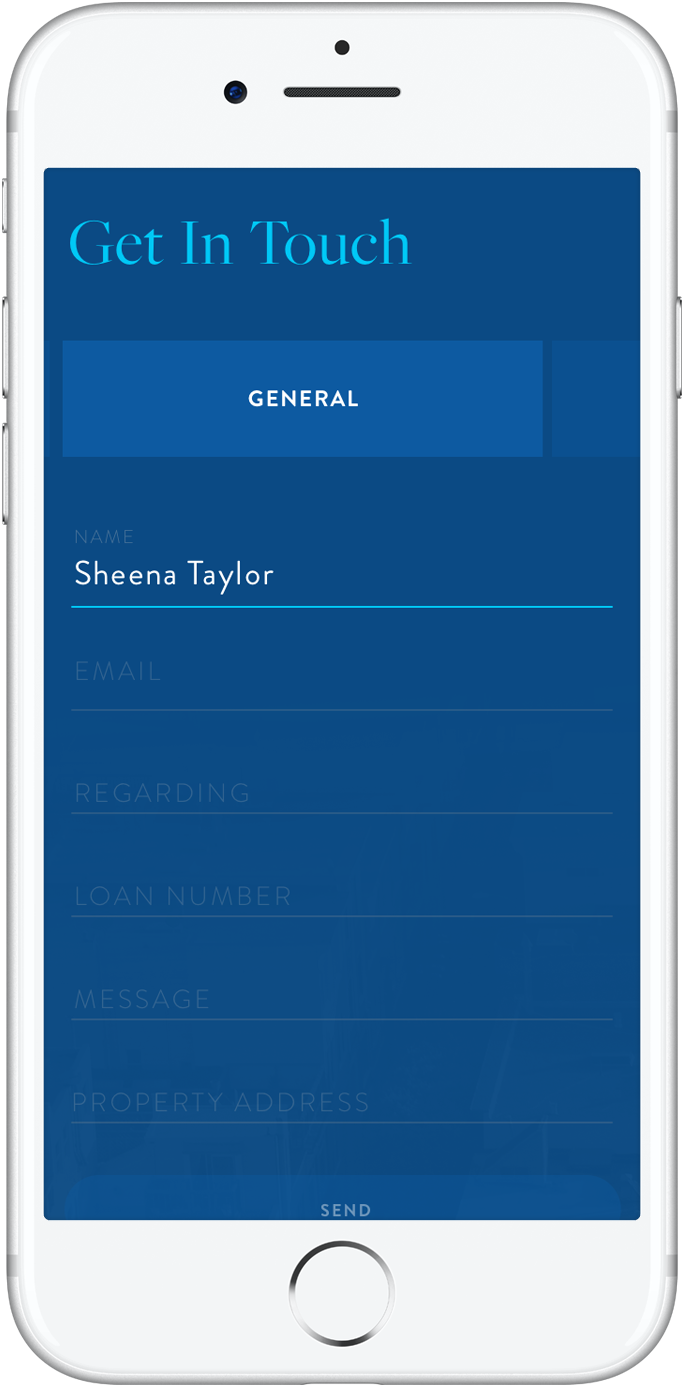 Get In Touch
GENERAL
NAME
Sheena Taylor
EMAIL
REGARDING
LOAN NUMBER
MESSAGE
PROPERTY ADDRESS
SEND